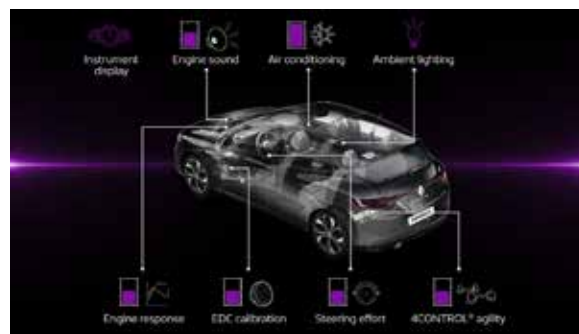 Instrument
display
Engine sound
Air conditioning
Ambient lighting
Engine response
EDC calibration
Steering effort
4CONTROL® agility